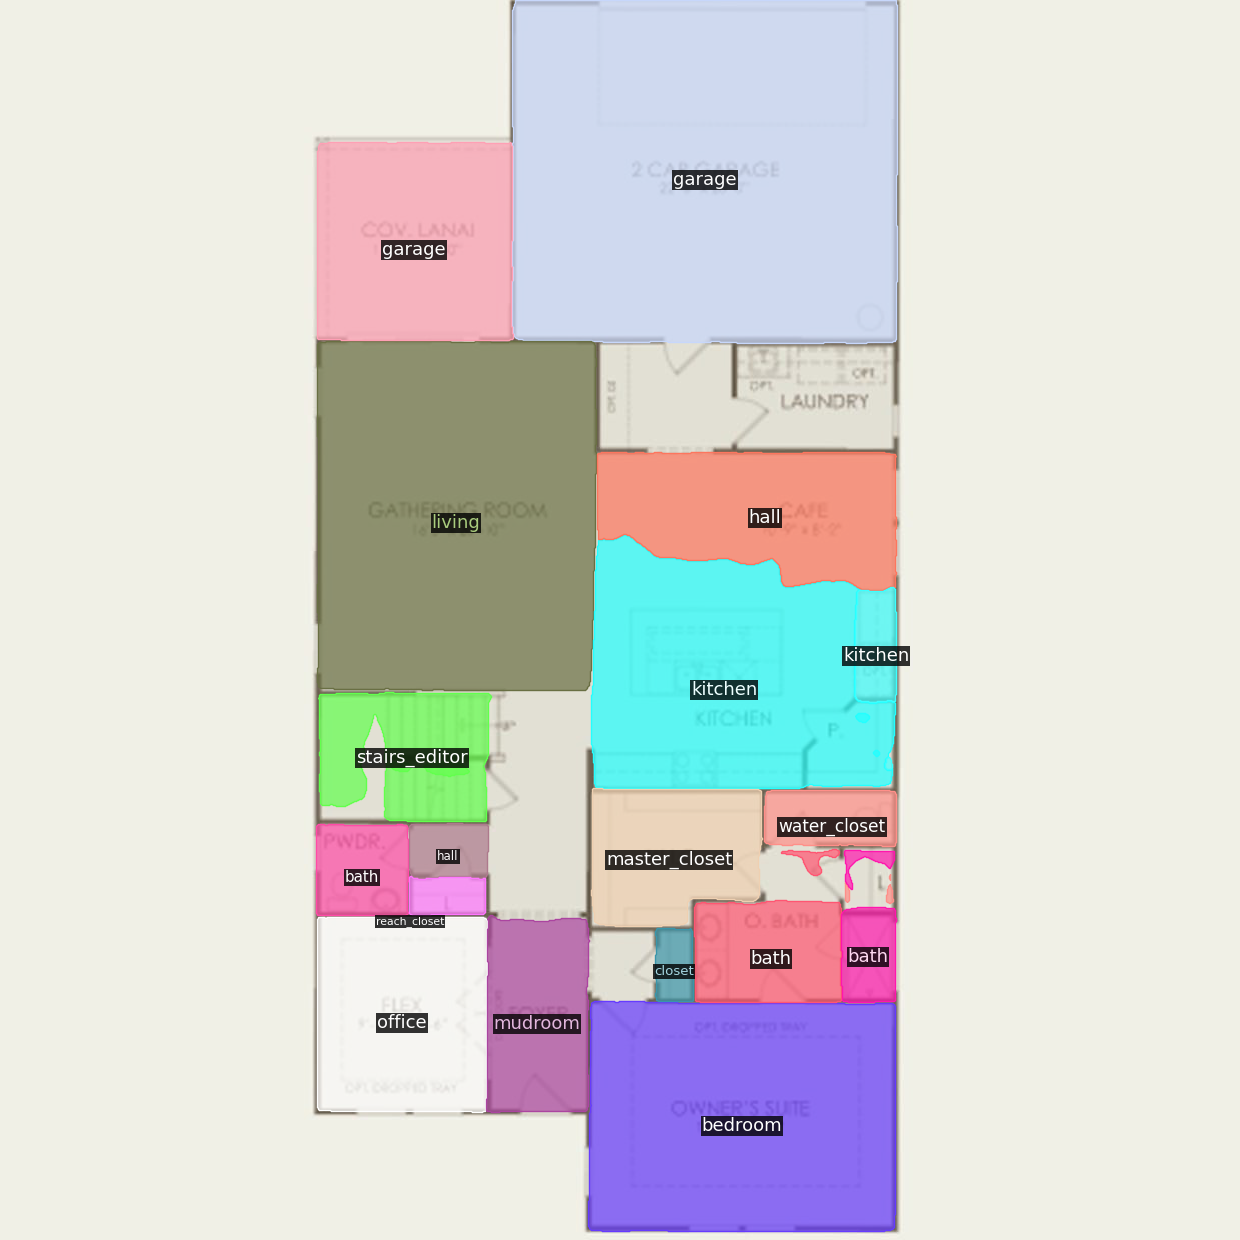 2 CAR GARAGE
garage
COV. LANAI
garage
OPT.
OPT.
LAUNDRY
GATHERING ROOM
living
CAFE
hall
kitchen
kitchen
KITCHEN
P.
stairs_editor
PWDR.
hall
bath
reach_closet
water_closet
master_closet
L
O. BATH
bath
bath
closet
FLEX
office
FOYER
mudroom
OPT. DROPPED TRAY
OPT. DROPPED TRAY
OWNER'S SUITE
bedroom